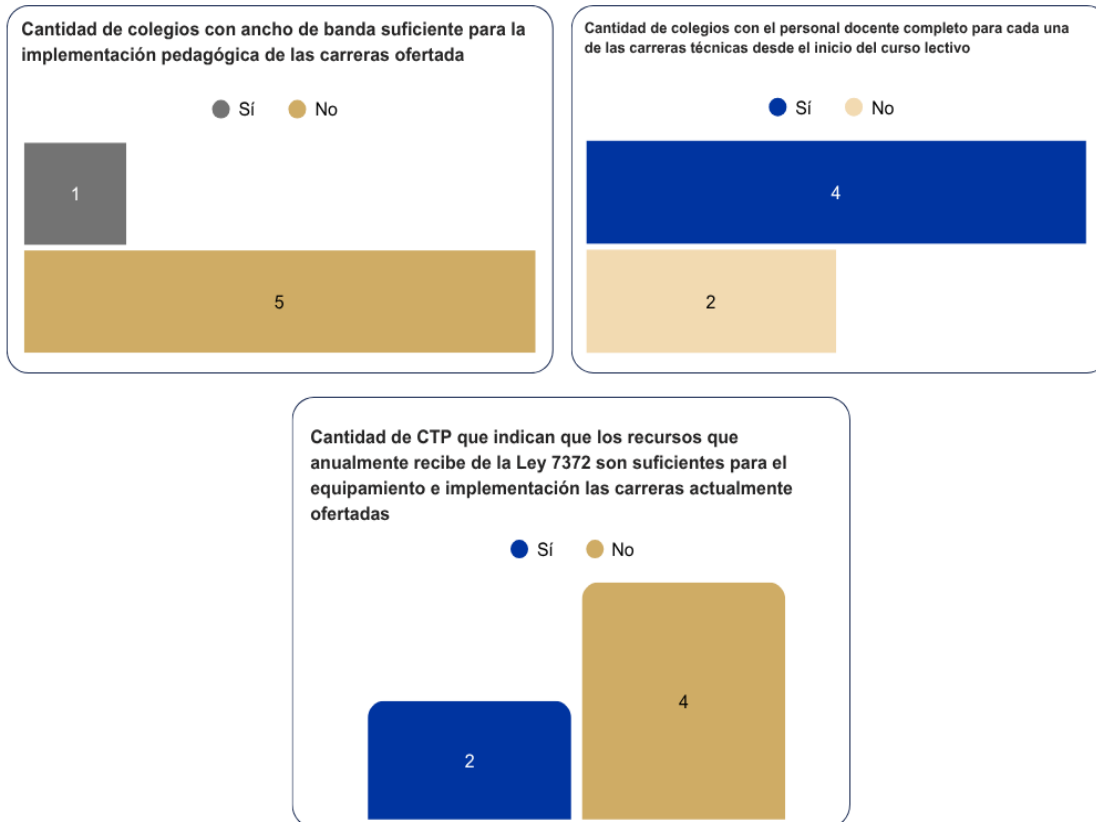 Cantidad de colegios con ancho de banda suficiente para la
implementación pedagógica de las carreras ofertada
Sí No
1
5
Cantidad de colegios con el personal docente completo para cada una
de las carreras técnicas desde el inicio del curso lectivo
Sí No
4
2
Cantidad de CTP que indican que los recursos que
anualmente recibe de la Ley 7372 son suficientes para el
equipamiento e implementación las carreras actualmente
ofertadas
Sí No
2
4